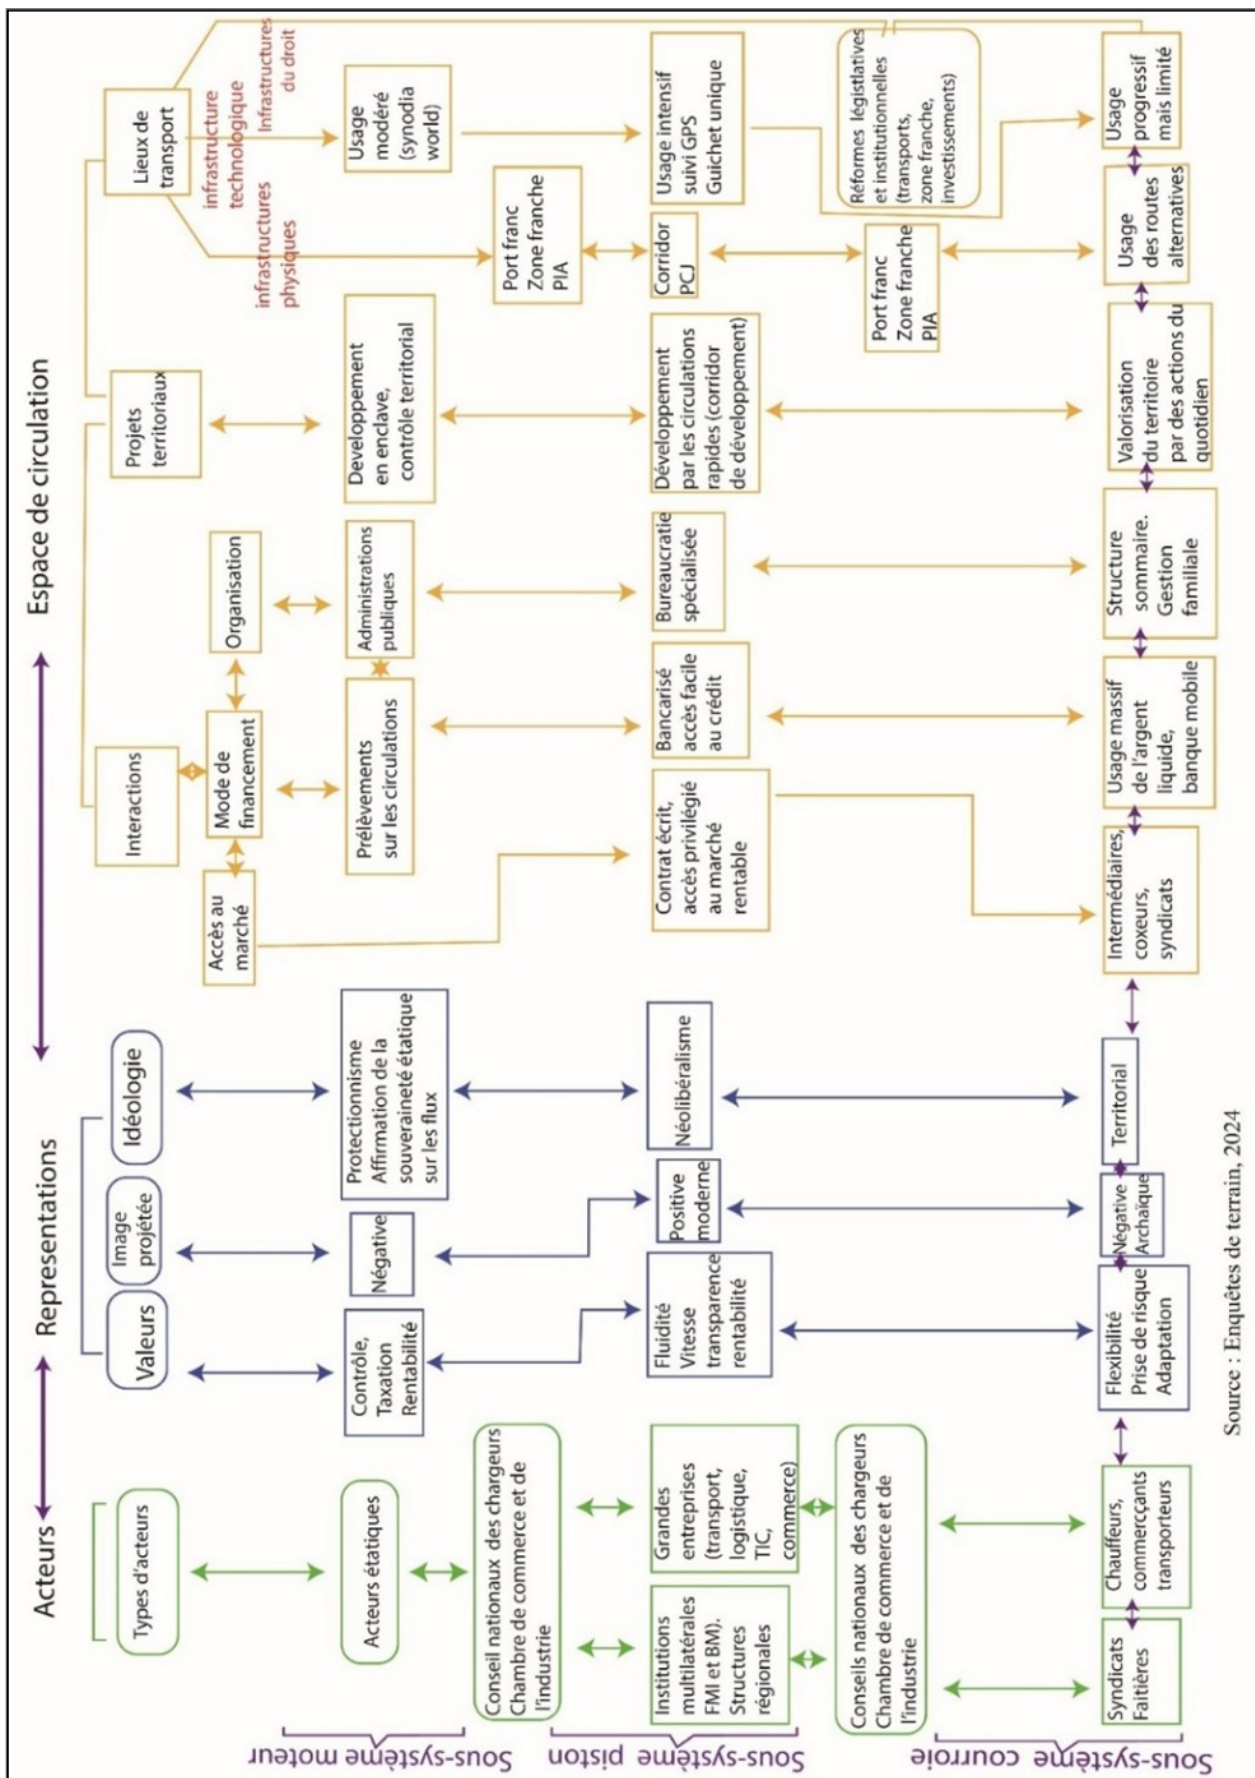 Acteurs
Représentations
Espace de circulation
Types d'acteurs
Valeurs
Image
projétée
Idéologie
Interactions
Projets
territoriaux
Lieux de
transport
Accès au
marché
Mode de
financement
Organisation
infrastructures
physiques
infrastructure
technologique
Infrastructures
du droit
Sous-système moteur
Acteurs étatiques
Contrôle,
Taxation
Rentabilité
Négative
Protectionnisme
Affirmation de la
souveraineté étatique
sur les flux
Prélèvements
sur les circulations
Administrations
publiques
Developpement
en enclave,
contrôle territorial
Usage
modéré
(synodia
world)
Conseil nationaux des chargeurs
Chambre de commerce et de
l'industrie
Port franc
Zone franche
PIA
Sous-système piston
Institutions
multilatérales
FMI et BM).
Structures
régionales
Grandes
entreprises
(transport,
logistique,
TIC,
commerce)
Fluidité
Vitesse
transparence
rentabilité
Positive
moderne
Néolibéralisme
Contrat écrit,
accès privilégié
au marché
rentable
Bancarisé
accès facile
au crédit
Bureaucratie
spécialisée
Développement
par les circulations
rapides (corridor
de développement)
Corridor
PCJ
Usage intensif
suivi GPS
Guichet unique
Conseils nationaux des chargeurs
Chambre de commerce et de
l'industrie
Port franc
Zone franche
PIA
Réformes législatives
et institutionnelles
(transports,
zone franche,
investissements)
Sous-système courroie
Syndicats
Faitières
Chauffeurs,
commercçants
transporteurs
Flexibilité
Prise de risque
Adaptation
Négative
Archaïque
Territorial
Intermédiaires,
coxeurs,
syndicats
Usage massif
de l'argent
liquide,
banque mobile
Structure
sommaire.
Gestion
familiale
Valorisation
du territoire
par des actions du
quotidien
Usage
des routes
alternatives
Usage
progressif
mais limité
Source : Enquêtes de terrain, 2024